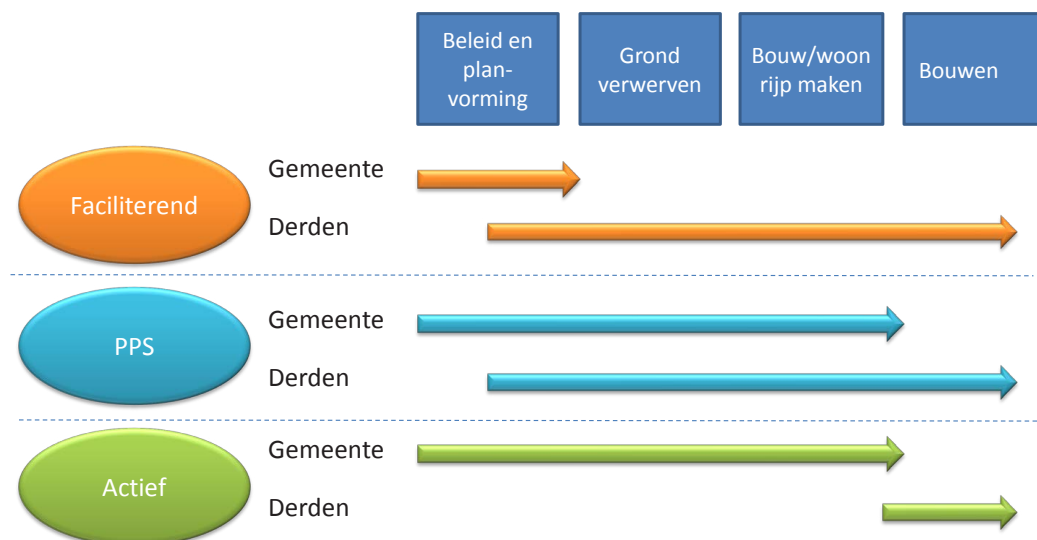 Beleid en
plan-
vorming
Grond
verwerven
Bouw/woon
rijp maken
Bouwen
Faciliterend
Gemeente
Derden
PPS
Gemeente
Derden
Actief
Gemeente
Derden